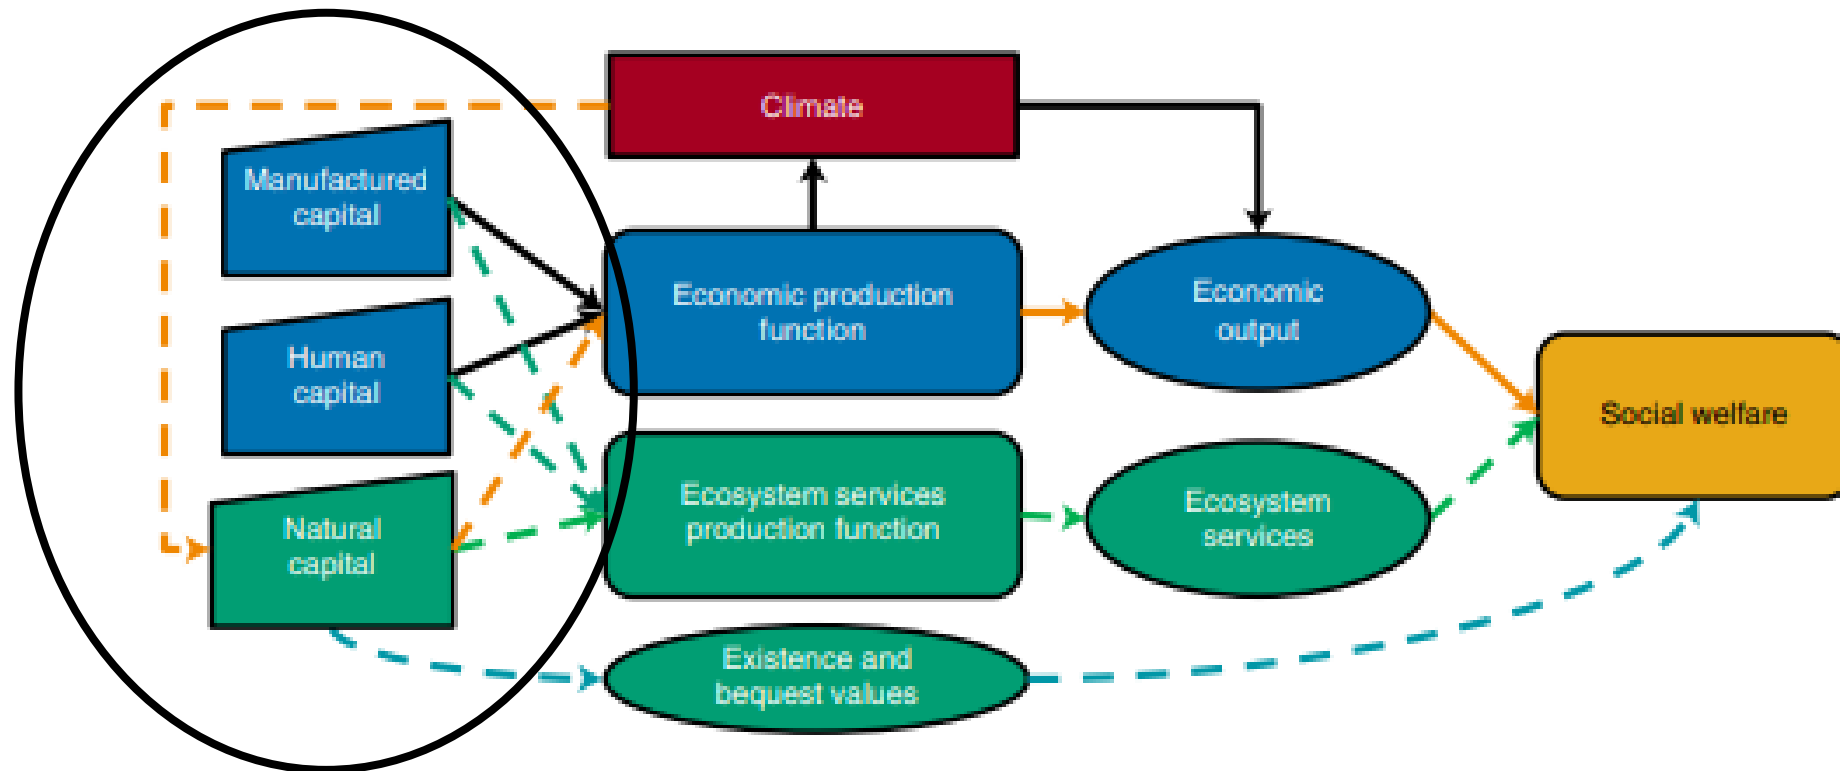 Climate
Manufactured
capital
Economic production
function
Economic
output
Human
capital
Social welfare
Natural
capital
Ecosystem services
production function
Ecosystem
services
Existence and
bequest values